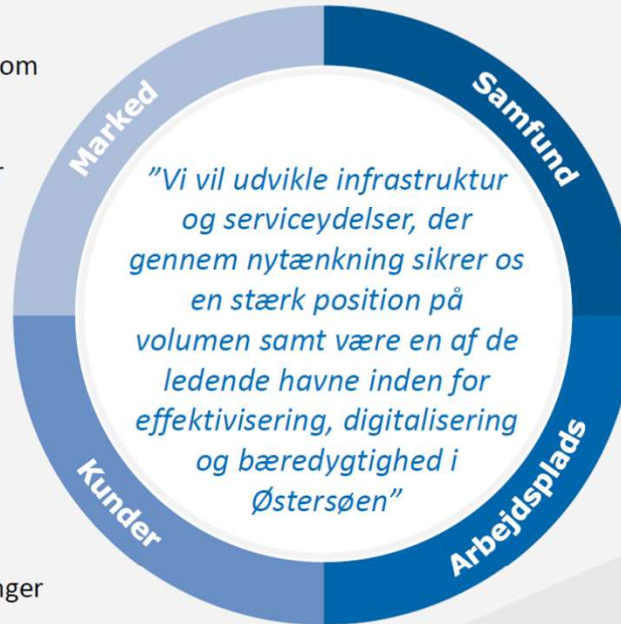 om
Marked
Samfund
"Vi vil udvikle infrastruktur
og serviceydelser, der
gennem nytænkning sikrer os
en stærk position på
volumen samt være en af de
ledende havne inden for
effektivisering, digitalisering
og bæredygtighed i
Østersøen"
Kunder
Arbejdsplads
nger